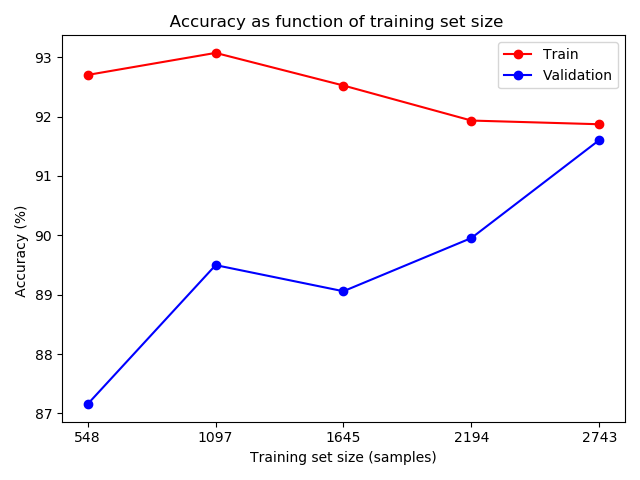 Accuracy as function of training set size
Train
Validation
Accuracy (%)
93
92
91
90
89
88
87
548 1097 1645 2194 2743
Training set size (samples)